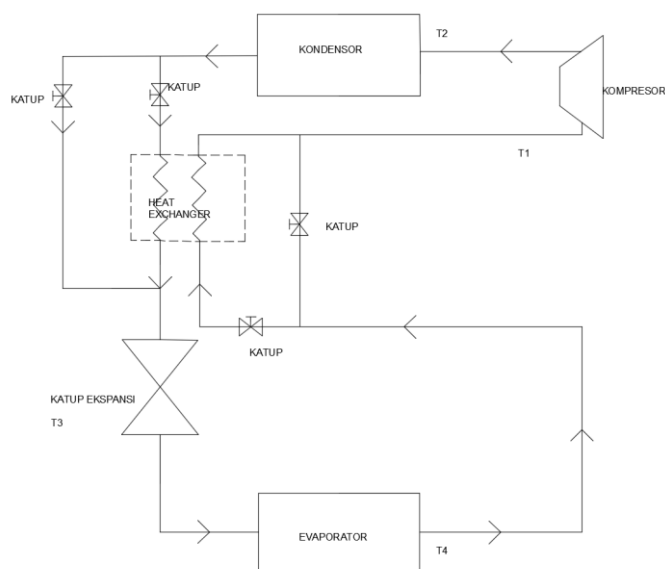 T2
KONDENSOR
KATUP
KATUP
KOMPRESOR
T1
HEAT
EXCHANGER
KATUP
KATUP
KATUP EKSPANSI
T3
EVAPORATOR
T4